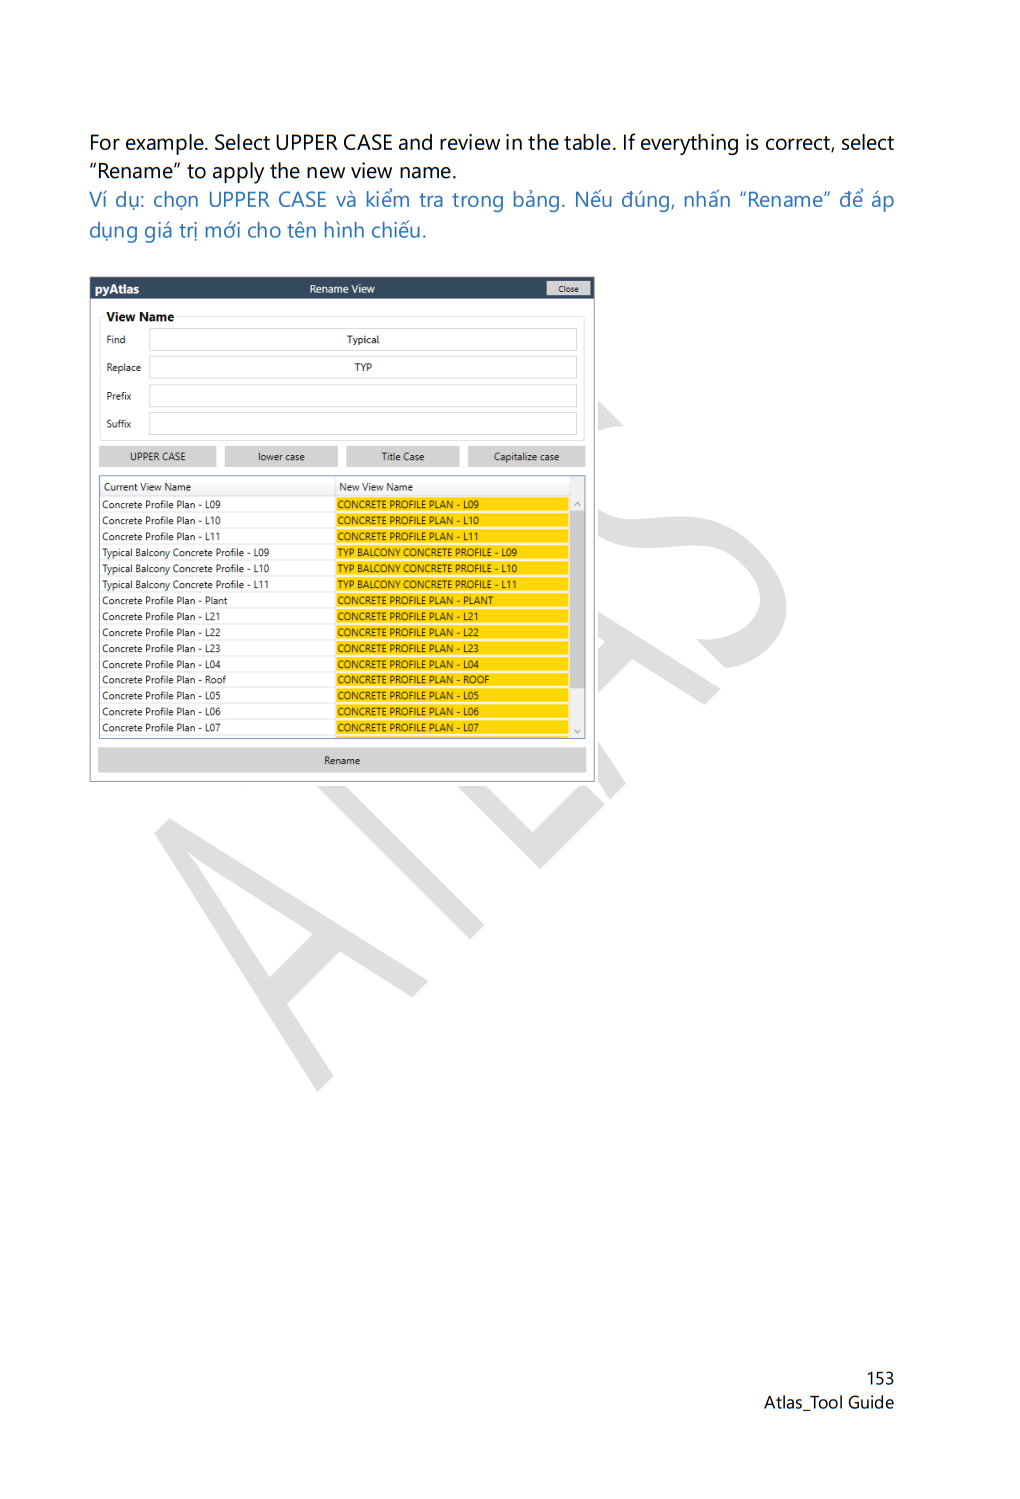 For example. Select UPPER CASE and review in the table. If everything is correct, select
“Rename” to apply the new view name.
Ví dụ: chọn UPPER CASE và kiểm tra trong bảng. Nếu đúng, nhấn “Rename” để áp
dụng giá trị mới cho tên hình chiếu.
pyAtlas Rename View Close
View Name
Find Typical
Replace TYP
Prefix
Suffix
UPPER CASE lower case Title Case Capitalize case
Current View Name New View Name
Concrete Profile Plan - L09 CONCRETE PROFILE PLAN - L09
Concrete Profile Plan - L10 CONCRETE PROFILE PLAN - L10
Concrete Profile Plan - L11 CONCRETE PROFILE PLAN - L11
Typical Balcony Concrete Profile - L09 TYP BALCONY CONCRETE PROFILE - L09
Typical Balcony Concrete Profile - L10 TYP BALCONY CONCRETE PROFILE - L10
Typical Balcony Concrete Profile - L11 TYP BALCONY CONCRETE PROFILE - L11
Concrete Profile Plan - Plant CONCRETE PROFILE PLAN - PLANT
Concrete Profile Plan - L21 CONCRETE PROFILE PLAN - L21
Concrete Profile Plan - L22 CONCRETE PROFILE PLAN - L22
Concrete Profile Plan - L23 CONCRETE PROFILE PLAN - L23
Concrete Profile Plan - L04 CONCRETE PROFILE PLAN - L04
Concrete Profile Plan - Roof CONCRETE PROFILE PLAN - ROOF
Concrete Profile Plan - L05 CONCRETE PROFILE PLAN - L05
Concrete Profile Plan - L06 CONCRETE PROFILE PLAN - L06
Concrete Profile Plan - L07 CONCRETE PROFILE PLAN - L07
Rename
ATLAS
153
Atlas_Tool Guide